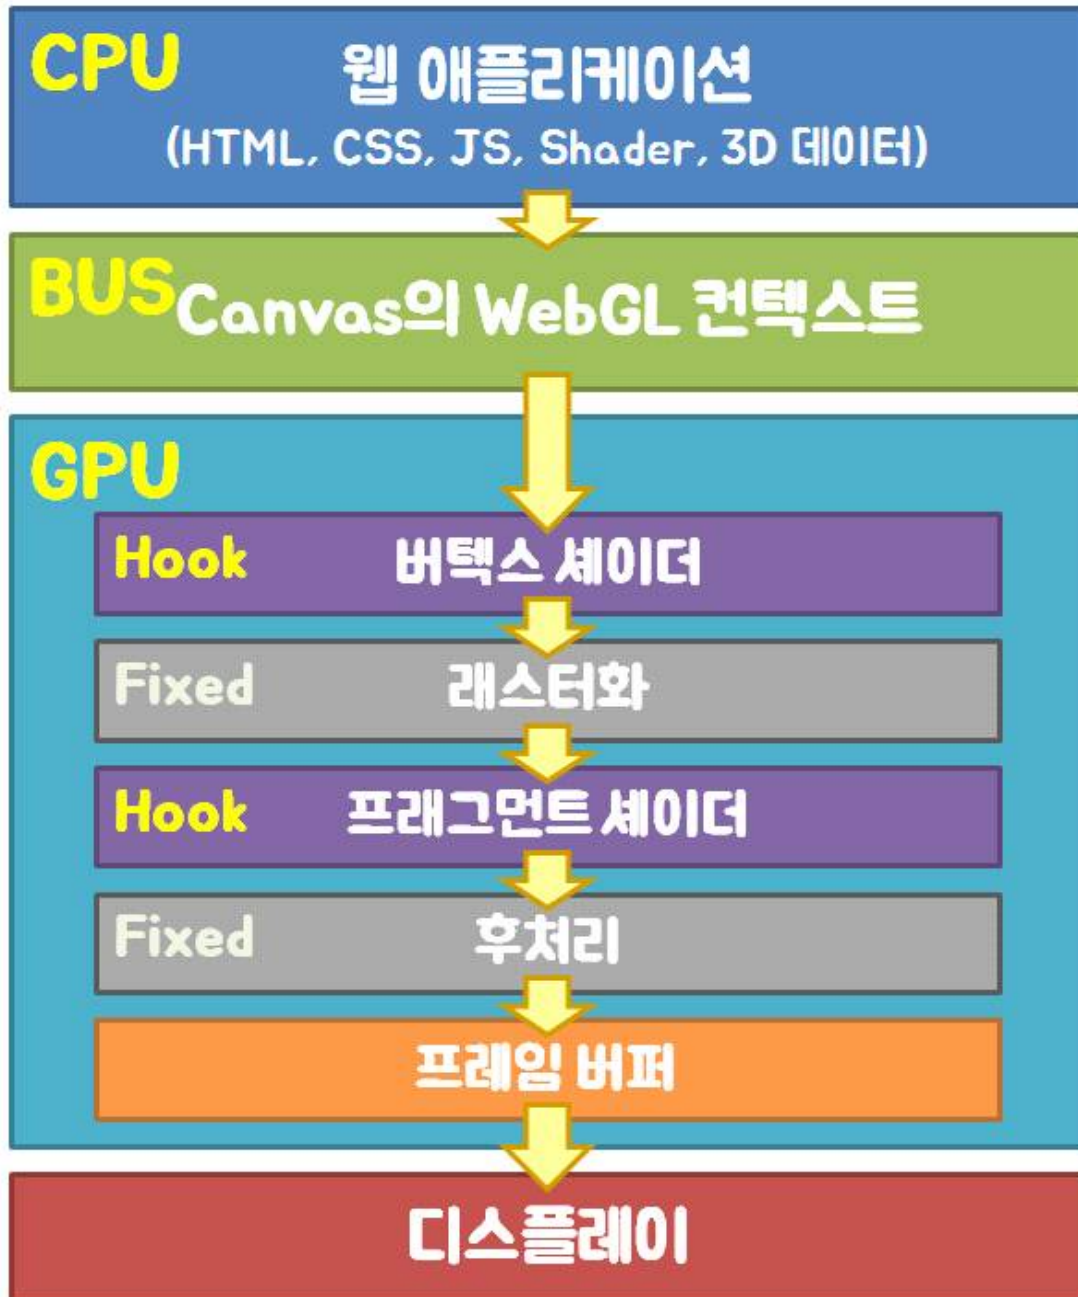 CPU 웹 애플리케이션
(HTML, CSS, JS, Shader, 3D 데이터)
BUS Canvas의 WebGL 컨텍스트
GPU
Hook 버텍스 셰이더
Fixed 래스터화
Hook 프래그먼트 셰이더
Fixed 후처리
프레임 버퍼
디스플레이